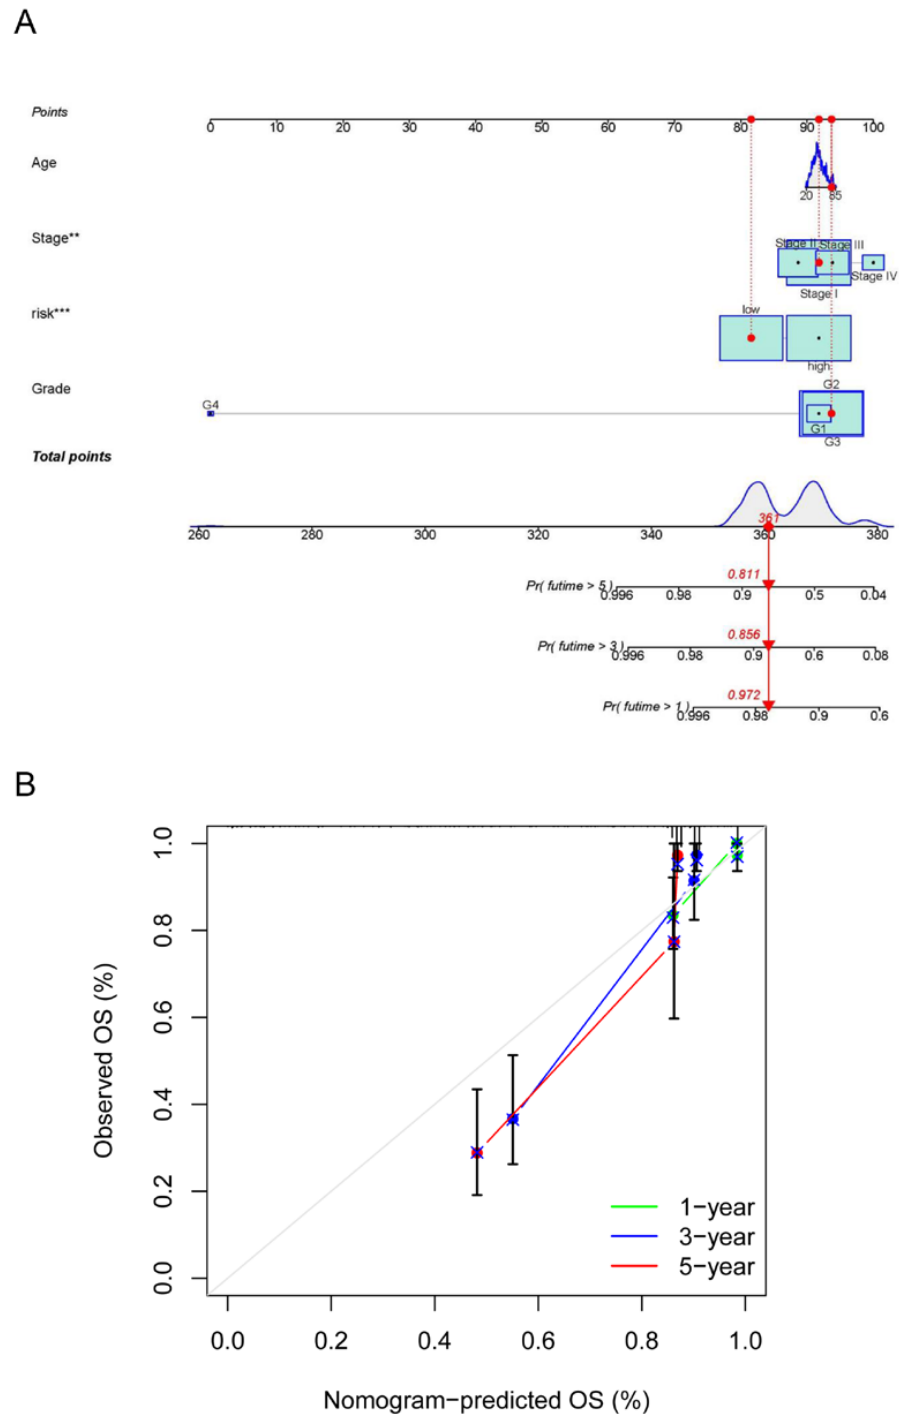 A
Points
0 10 20 30 40 50 60 70 80 90 100
Age
20 85
Stage**
Stage II Stage III
Stage IV
Stage I
risk***
low
high
Grade
G4
G2
G1
G3
Total points
361
260 280 300 320 340 360 380
0.811
Pr( futime > 5 )
0.996 0.98 0.9 0.5 0.04
0.856
Pr( futime > 3 )
0.996 0.98 0.9 0.6 0.08
0.972
Pr( futime > 1 )
0.996 0.98 0.9 0.6
B
Observed OS (%)
1.0
0.8
0.6
0.4
0.2
0.0
1−year
3−year
5−year
0.0 0.2 0.4 0.6 0.8 1.0
Nomogram−predicted OS (%)